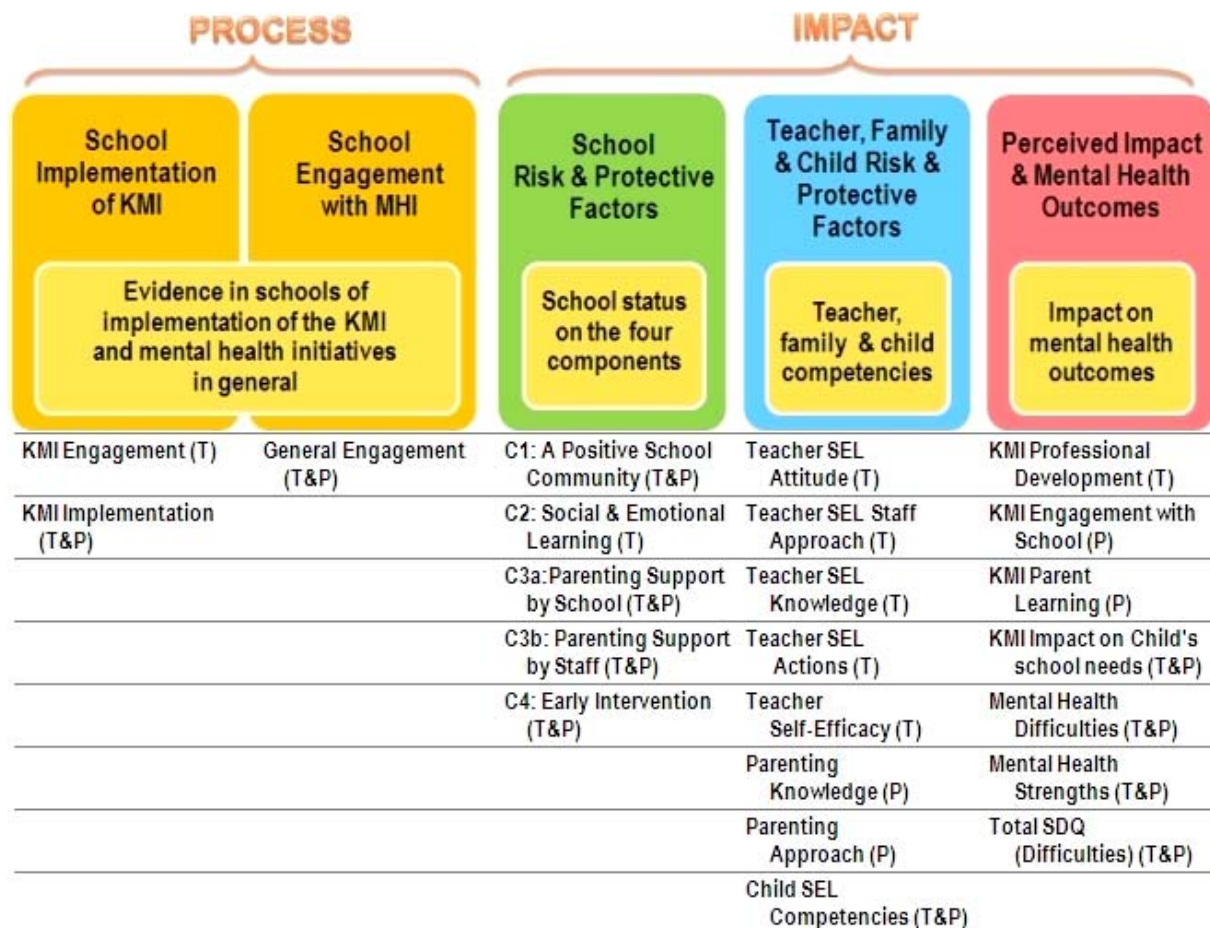 PROCESS
IMPACT
School
Implementation
of KMI
School
Engagement
with MHI
Evidence in schools of
implementation of the KMI
and mental health initiatives
in general
School
Risk & Protective
Factors
School status
on the four
components
Teacher, Family
& Child Risk &
Protective
Factors
Teacher,
family & child
competencies
Perceived Impact
& Mental Health
Outcomes
Impact on
mental health
outcomes
KMI Engagement (T)
General Engagement
(T&P)
C1: A Positive School
Community (T&P)
Teacher SEL
Attitude (T)
KMI Professional
Development (T)
KMI Implementation
(T&P)
C2: Social & Emotional
Learning (T)
Teacher SEL Staff
Approach (T)
KMI Engagement with
School (P)
C3a:Parenting Support
by School (T&P)
Teacher SEL
Knowledge (T)
KMI Parent
Learning (P)
C3b: Parenting Support
by Staff (T&P)
Teacher SEL
Actions (T)
KMI Impact on Child's
school needs (T&P)
C4: Early Intervention
(T&P)
Teacher
Self-Efficacy (T)
Mental Health
Difficulties (T&P)
Parenting
Knowledge (P)
Mental Health
Strengths (T&P)
Parenting
Approach (P)
Total SDQ
(Difficulties) (T&P)
Child SEL
Competencies (T&P)